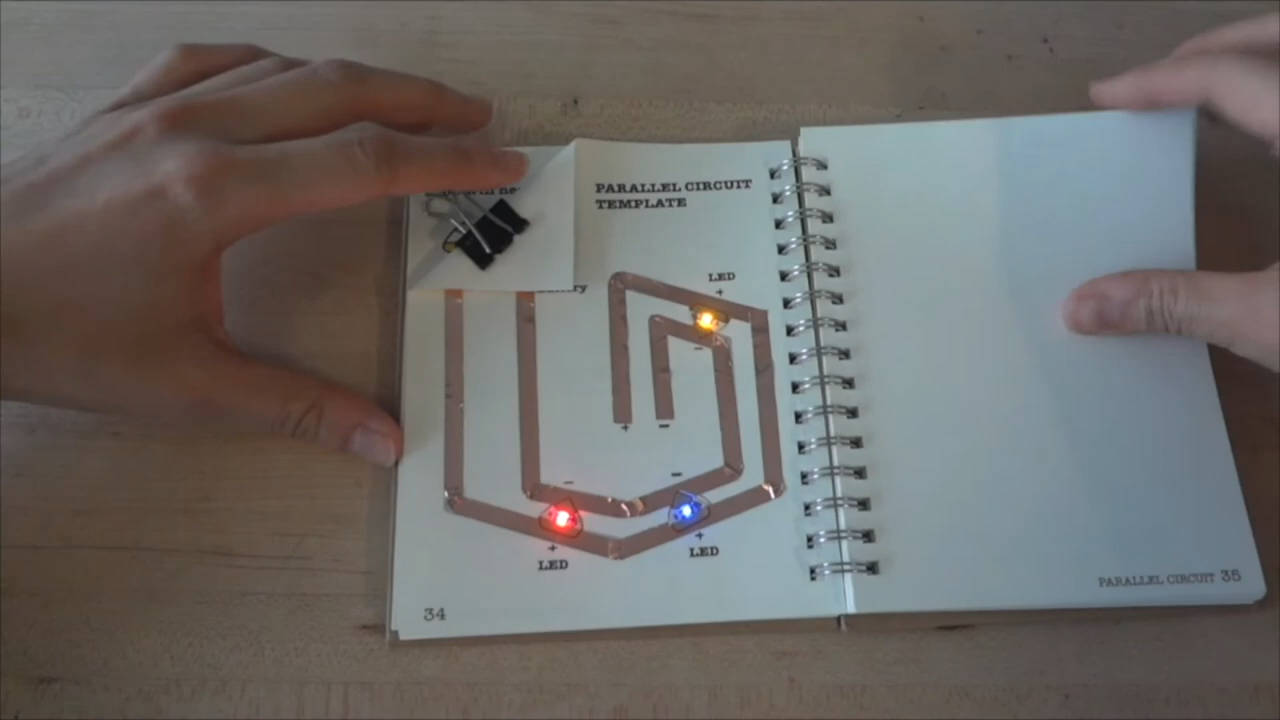 PARALLEL CIRCUIT
TEMPLATE
LED
+
-
+
-
-
-
+
+
LED
LED
34
PARALLEL CIRCUIT 35